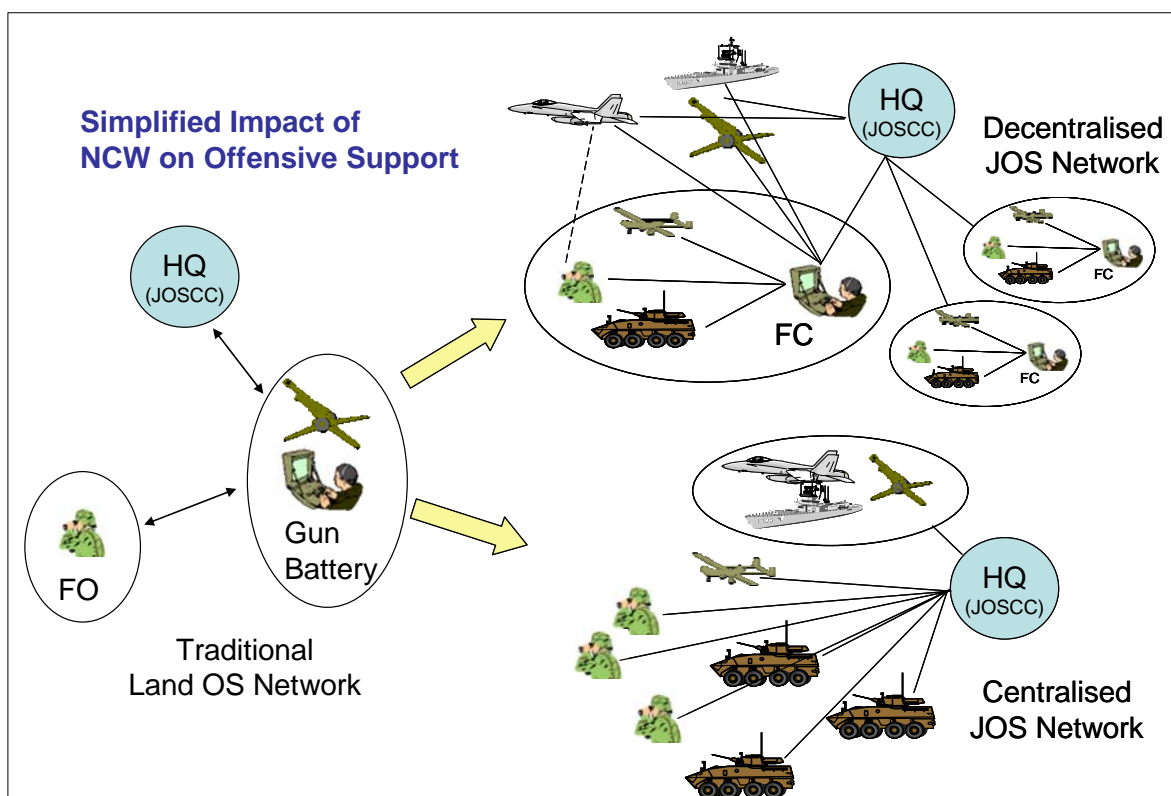 Simplified Impact of
NCW on Offensive Support
HQ
(JOSCC)
FO
Gun
Battery
Traditional
Land OS Network
HQ
(JOSCC)
Decentralised
JOS Network
FC
FC
FC
HQ
(JOSCC)
Centralised
JOS Network